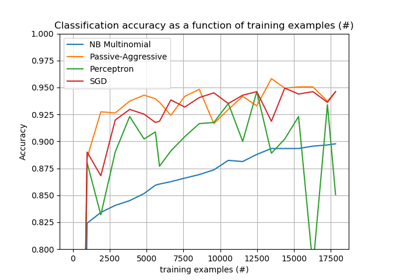 Classification accuracy as a function of training examples (#)
1.000
NB Multinomial
Passive-Aggressive
0.975
Perceptron
SGD
0.950
0.925
0.900
Accuracy
0.875
0.850
0.825
0.800
0 2500 5000 7500 10000 12500 15000 17500
training examples (#)